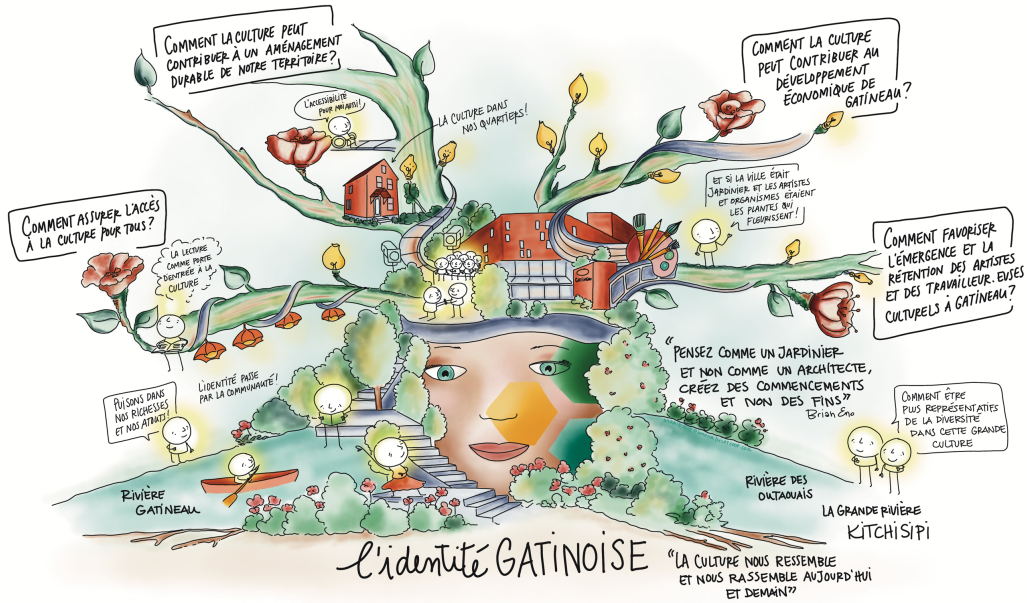 COMMENT LA CULTURE PEUT
CONTRIBUER À UN AMÉNAGEMENT
DURABLE DE NOTRE TERRITOIRE?
L'ACCESSIBILITÉ
POUR MOI AUSSI!
LA CULTURE DANS
NOS QUARTIERS!
COMMENT LA CULTURE
PEUT CONTRIBUER AU
DÉVELOPPEMENT
ÉCONOMIQUE DE
GATINEAU?
ET SI LA VILLE ÉTAIT
JARDINIER ET LES ARTISTES
ET ORGANISMES ÉTAIENT
LES PLANTES QUI
FLEURISSENT!
COMMENT ASSURER L'ACCÈS
À LA CULTURE POUR TOUS?
LA LECTURE
COMME PORTE
D'ENTRÉE À LA
CULTURE
COMMENT FAVORISER
L'ÉMERGENCE ET LA
RÉTENTION DES ARTISTES
ET DES TRAVAILLEUR.EUSES
CULTURELS À GATINEAU?
"PENSEZ COMME UN JARDINIER
ET NON COMME UN ARCHITECTE,
CRÉEZ DES COMMENCEMENTS
ET NON DES FINS"
Brian Eno
L'IDENTITÉ PASSE
PAR LA COMMUNAUTÉ!
PUISONS DANS
NOS RICHESSES
ET NOS ATOUTS!
COMMENT ÊTRE
PLUS REPRÉSENTATIFS
DE LA DIVERSITÉ
DANS CETTE GRANDE
CULTURE
RIVIÈRE
GATINEAU
RIVIÈRE DES
OUTAOUAIS
LA GRANDE RIVIÈRE
KITCHISIPI
l'identité GATINOISE
"LA CULTURE NOUS RESSEMBLE
ET NOUS RASSEMBLE AUJOURD'HUI
ET DEMAIN"